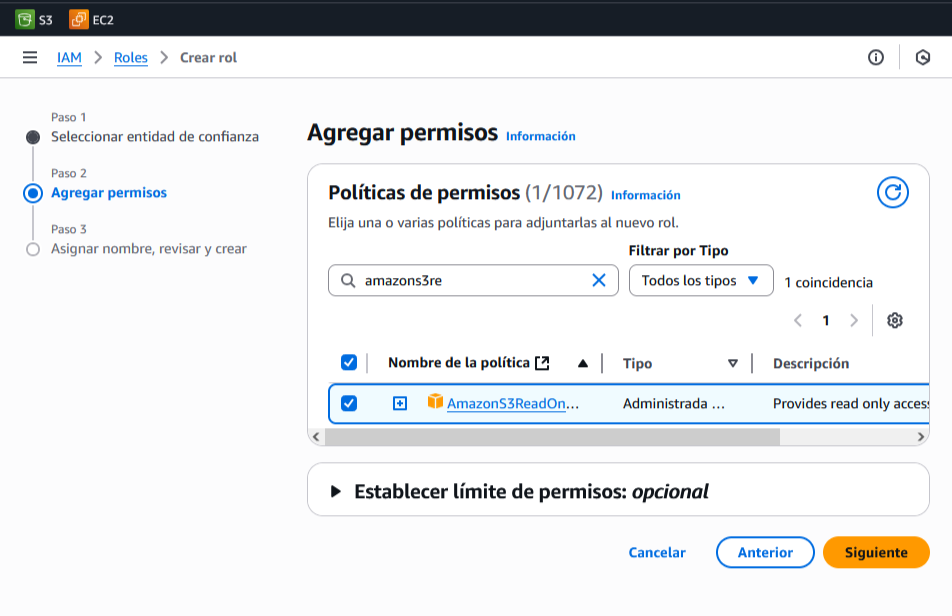 S3 EC2
IAM > Roles > Crear rol
Paso 1
Seleccionar entidad de confianza
Paso 2
Agregar permisos
Paso 3
Asignar nombre, revisar y crear
Agregar permisos Información
Políticas de permisos (1/1072) Información
Elija una o varias políticas para adjuntarlas al nuevo rol.
Filtrar por Tipo
amazons3re Todos los tipos 1 coincidencia
1
Nombre de la política Tipo Descripción
AmazonS3ReadOn... Administrada ... Provides read only access
Establecer límite de permisos: opcional
Cancelar Anterior Siguiente